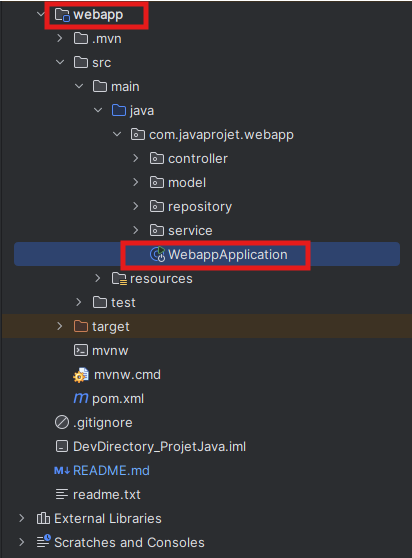 webapp
.mvn
src
main
java
com.javaprojet.webapp
controller
model
repository
service
WebappApplication
resources
test
target
mvnw
mvnw.cmd
pom.xml
.gitignore
DevDirectory_ProjetJava.iml
README.md
readme.txt
External Libraries
Scratches and Consoles